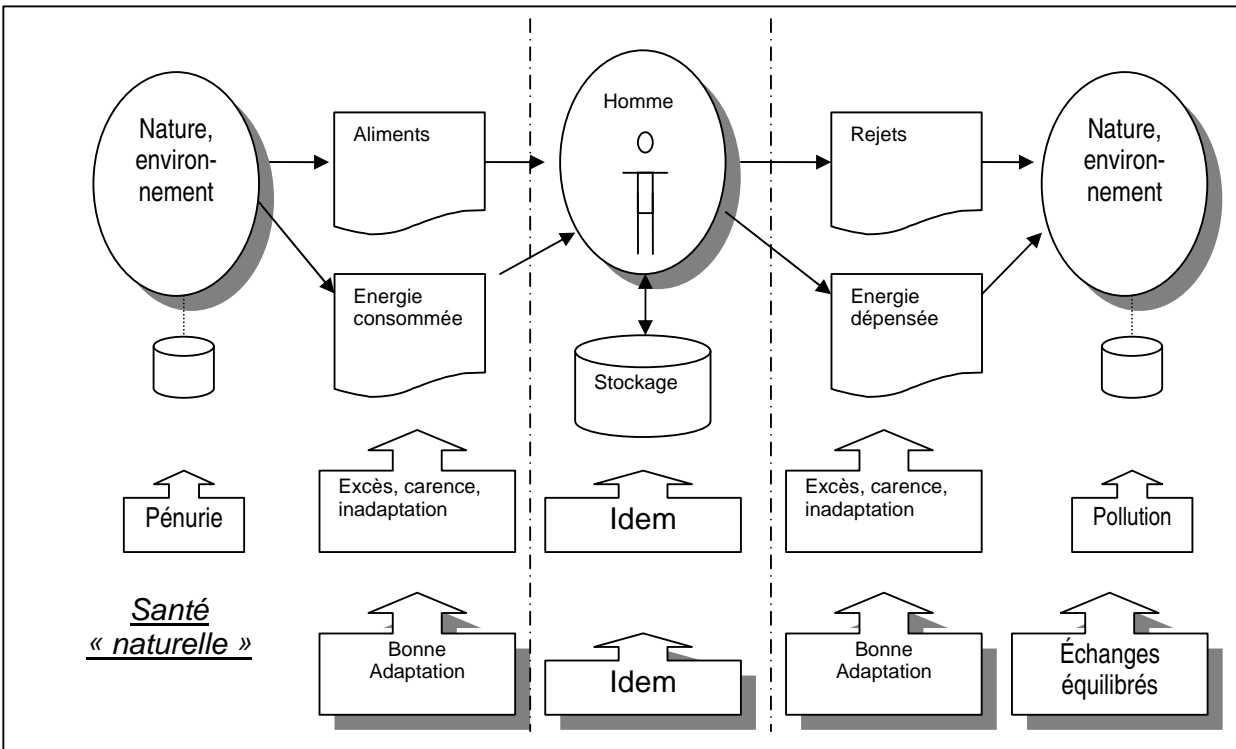 Nature,
environ-
nement
Aliments
Homme
Rejets
Nature,
environ-
nement
Energie
consommée
Stockage
Energie
dépensée
Pénurie
Excès, carence,
inadaptation
Idem
Excès, carence,
inadaptation
Pollution
Santé
« naturelle »
Bonne
Adaptation
Idem
Bonne
Adaptation
Échanges
équilibrés